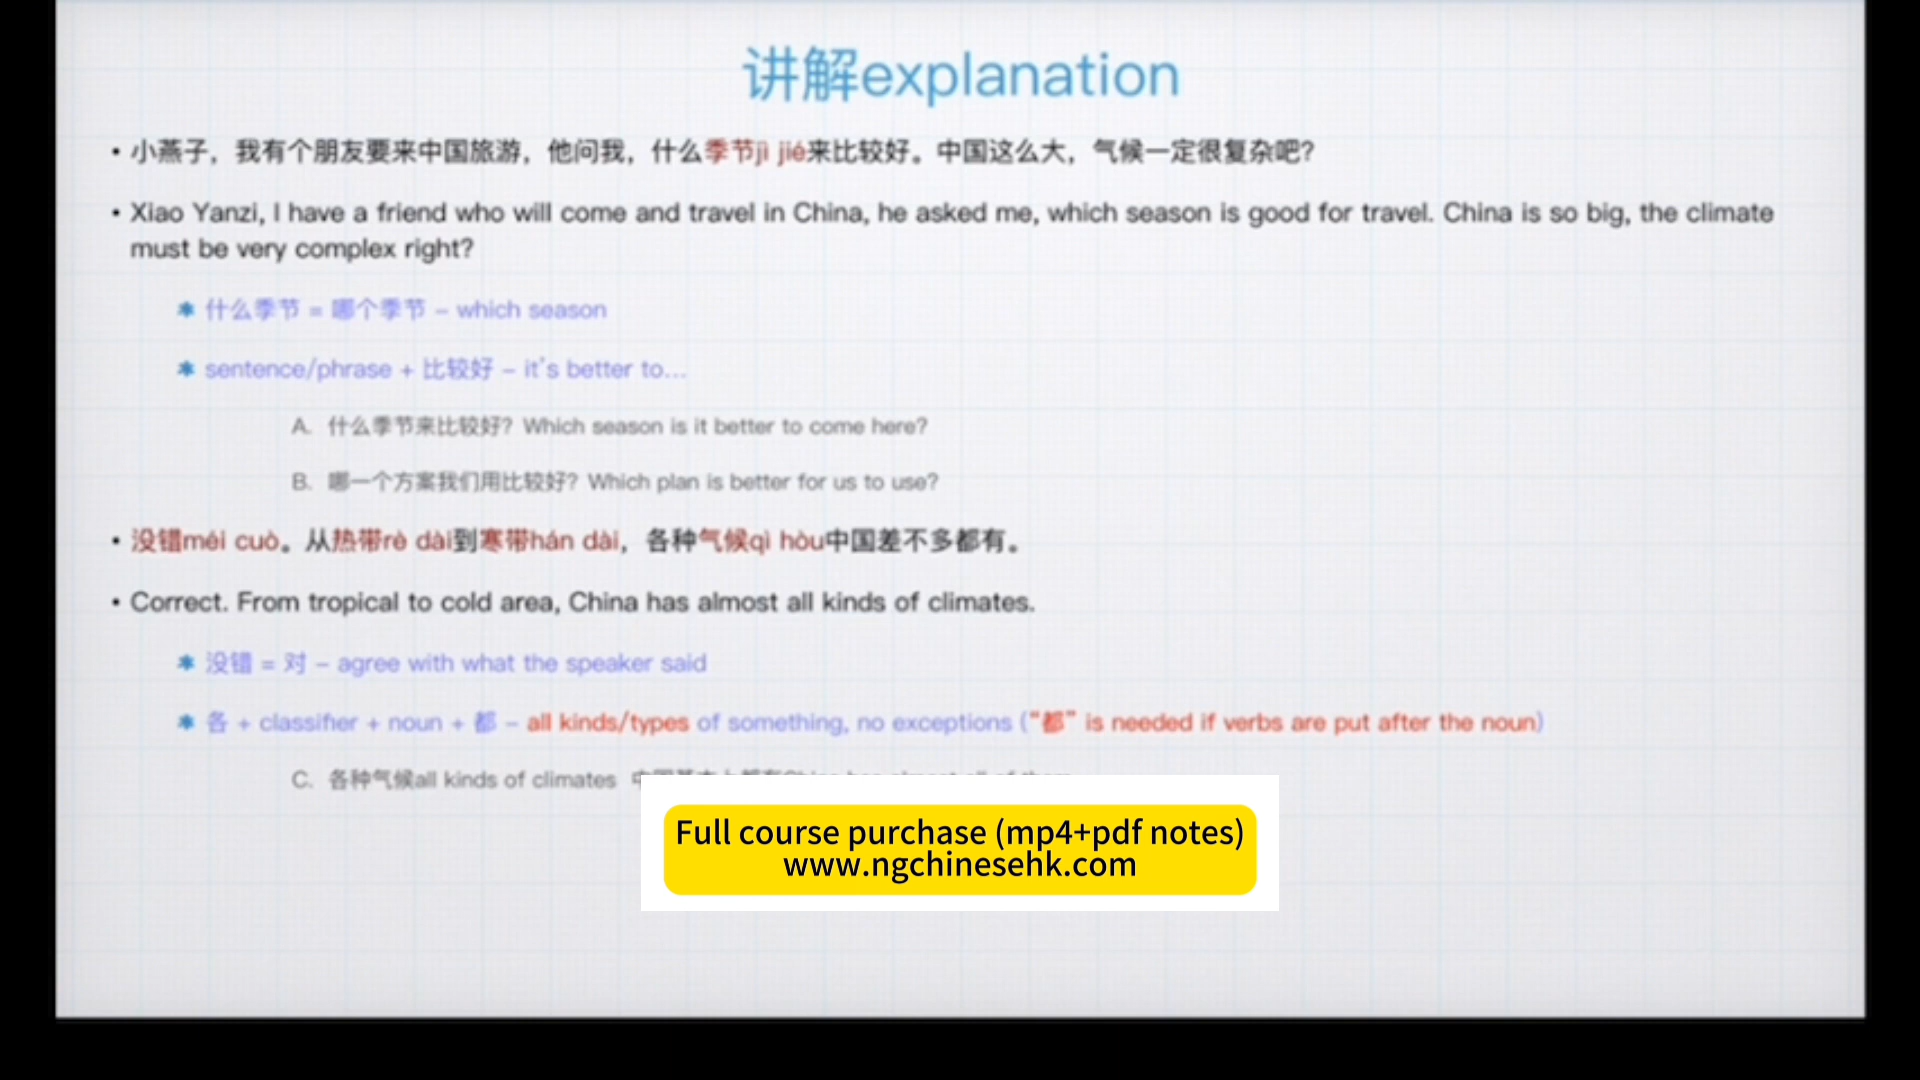 讲解explanation
• 小燕子，我有个朋友要来中国旅游，他问我，什么季节jì jié来比较好。中国这么大，气候一定很复杂吧？
• Xiao Yanzi, I have a friend who will come and travel in China, he asked me, which season is good for travel. China is so big, the climate
must be very complex right?
✱ 什么季节 = 哪个季节 – which season
✱ sentence/phrase + 比较好 – it's better to...
A. 什么季节来比较好？Which season is it better to come here?
B. 哪一个方案我们用比较好？Which plan is better for us to use?
• 没错méi cuò。从热带rè dài到寒带hán dài，各种气候qì hòu中国差不多都有。
• Correct. From tropical to cold area, China has almost all kinds of climates.
✱ 没错 = 对 – agree with what the speaker said
✱ 各 + classifier + noun + 都 – all kinds/types of something, no exceptions ("都" is needed if verbs are put after the noun)
C. 各种气候all kinds of climates
Full course purchase (mp4+pdf notes)
www.ngchinesehk.com